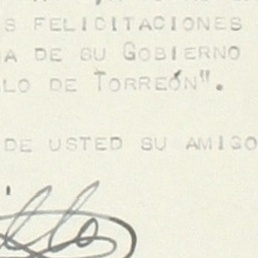 S FELICITACIONES
A DE SU GOBIERNO
LO DE TORREÓN".
DE USTED SU AMIGO